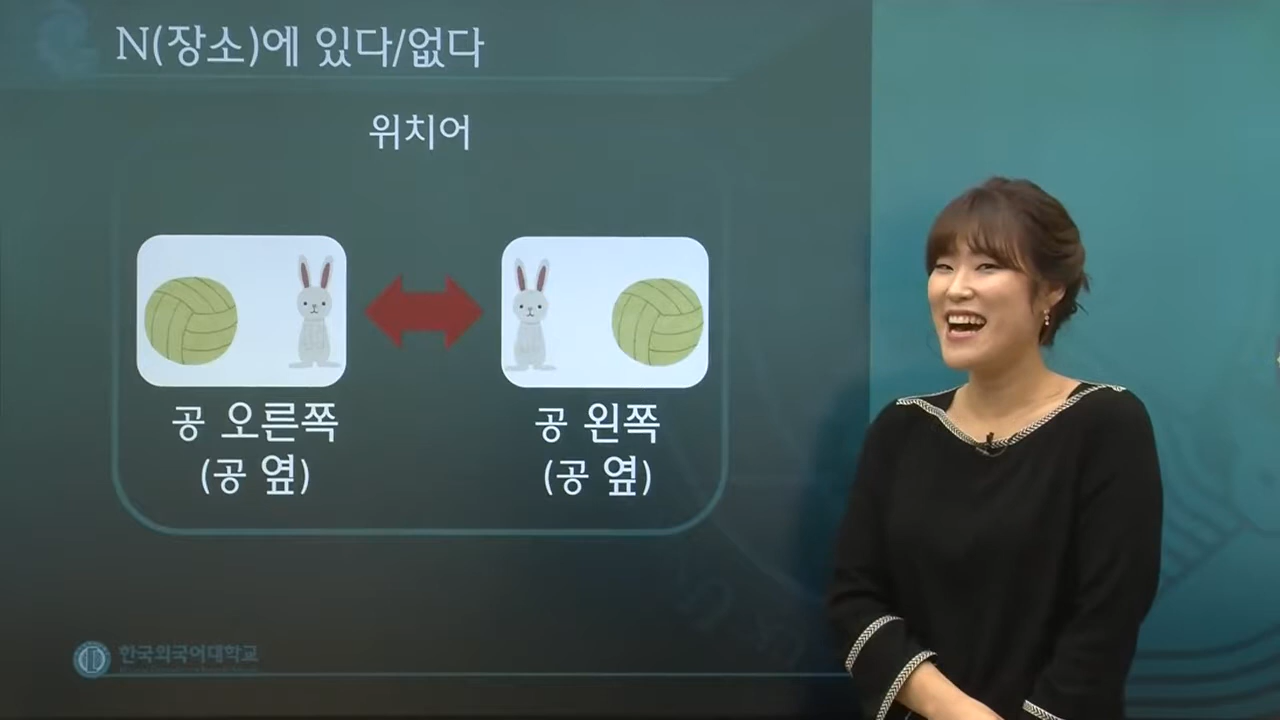 N(장소)에 있다/없다
위치어
공 오른쪽
(공 옆)
공 왼쪽
(공 옆)
한국외국어대학교